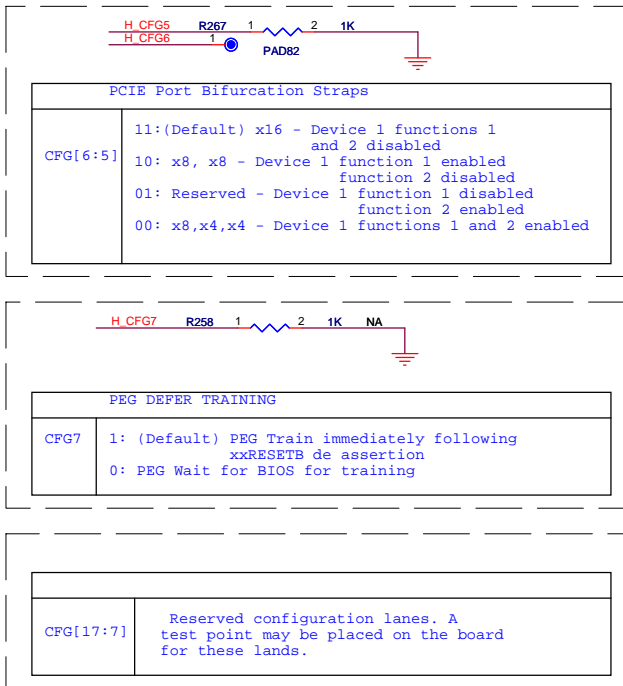 H_CFG5 R267 1 2 1K
H_CFG6 1
PAD82
PCIE Port Bifurcation Straps
CFG[6:5]
11:(Default) x16 - Device 1 functions 1
and 2 disabled
10: x8, x8 - Device 1 function 1 enabled
function 2 disabled
01: Reserved - Device 1 function 1 disabled
function 2 enabled
00: x8,x4,x4 - Device 1 functions 1 and 2 enabled
H_CFG7 R258 1 2 1K NA
PEG DEFER TRAINING
CFG7
1: (Default) PEG Train immediately following
xxRESETB de assertion
0: PEG Wait for BIOS for training
CFG[17:7]
Reserved configuration lanes. A
test point may be placed on the board
for these lands.